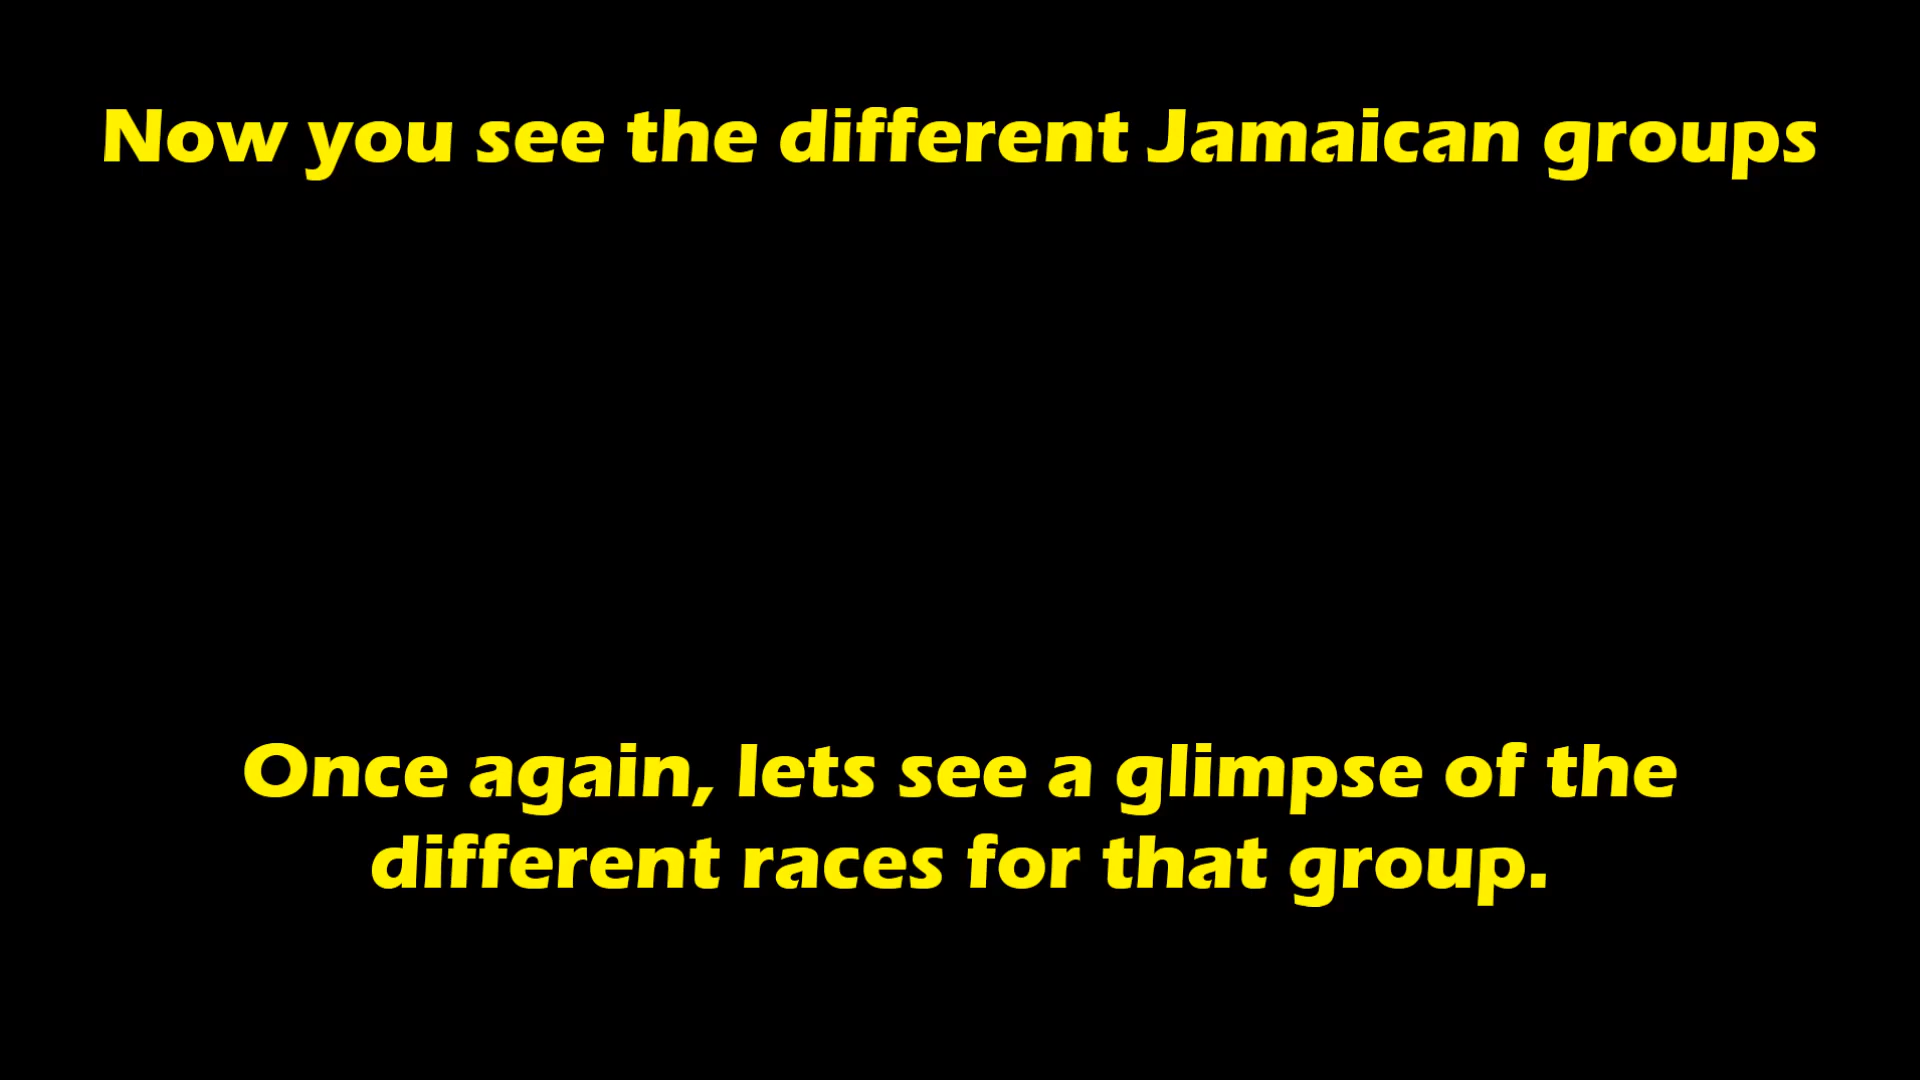 Now you see the different Jamaican groups
Once again, lets see a glimpse of the
different races for that group.